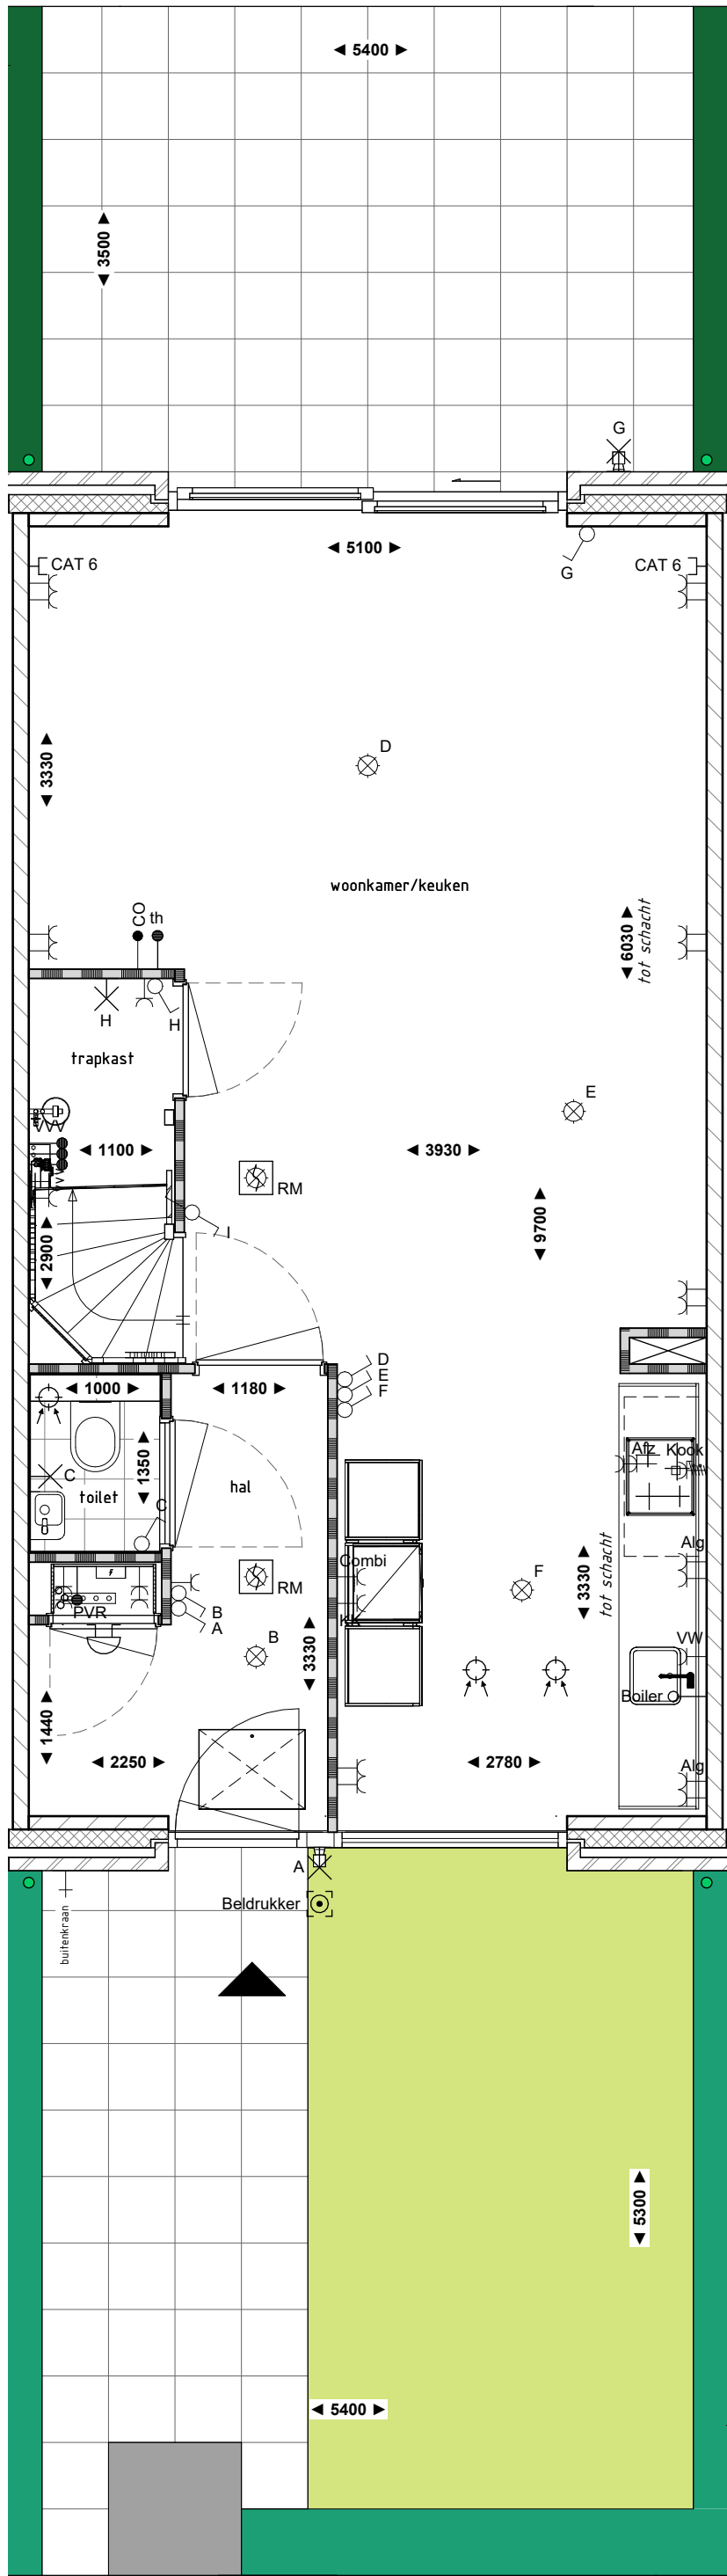 ◄ 5400 ►
◄ 3500 ►
G
◄ 5100 ►
G
CAT 6
CAT 6
◄ 3330 ►
D
woonkamer/keuken
CO
th
◄ 6030 ►
tot schacht
H
H
trapkast
E
◄ 1100 ►
◄ 3930 ►
RM
◄ 9700 ►
I
◄ 2900 ►
D
E
F
◄ 1000 ►
◄ 1180 ►
C
◄ 1350 ►
toilet
C
hal
Afz
Kook
Combi
KK
RM
F
◄ 3330 ►
tot schacht
Alg
PVR
B
A
B
◄ 3330 ►
VW
Boiler
◄ 1440 ►
◄ 2250 ►
◄ 2780 ►
Alg
A
Beldrukker
buitenkraan
◄ 5300 ►
◄ 5400 ►